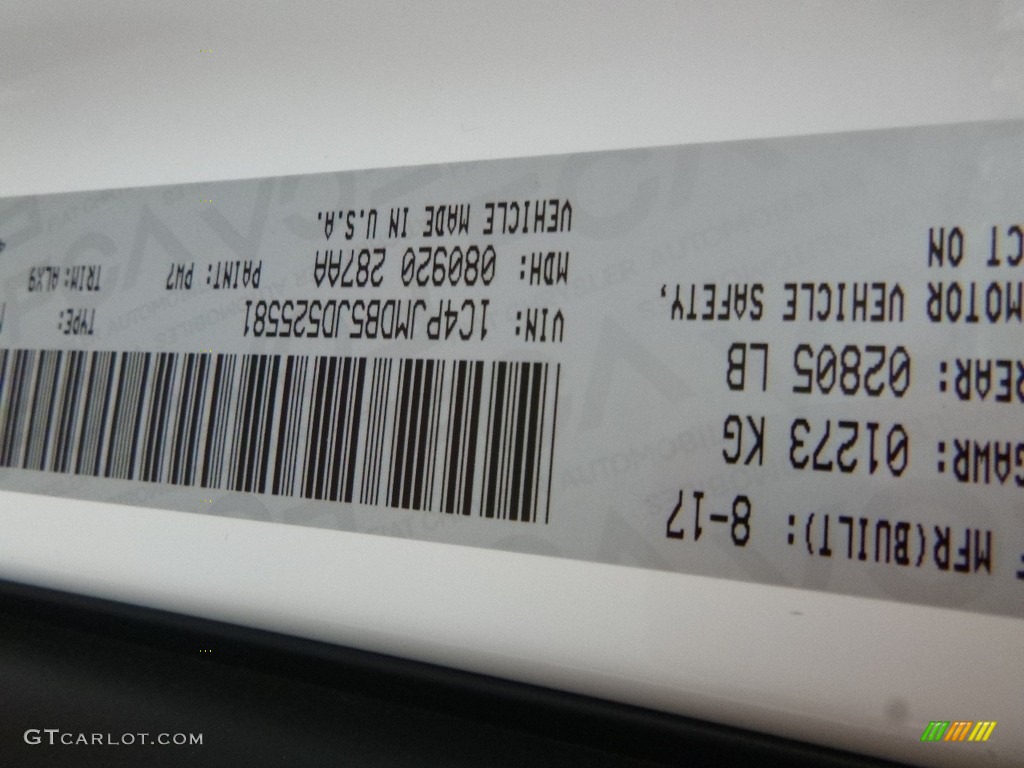 F MFR(BUILT): 8-17
GAWR: 01273 KG
REAR: 02805 LB
MOTOR VEHICLE SAFETY,
CT ON
VIN: 1C4PJMDB5JD525581
TYPE:
MDH: 080920 287AA
PAINT: PW7
TRIM: ALX9
VEHICLE MADE IN U.S.A.
GTCARLOT.COM